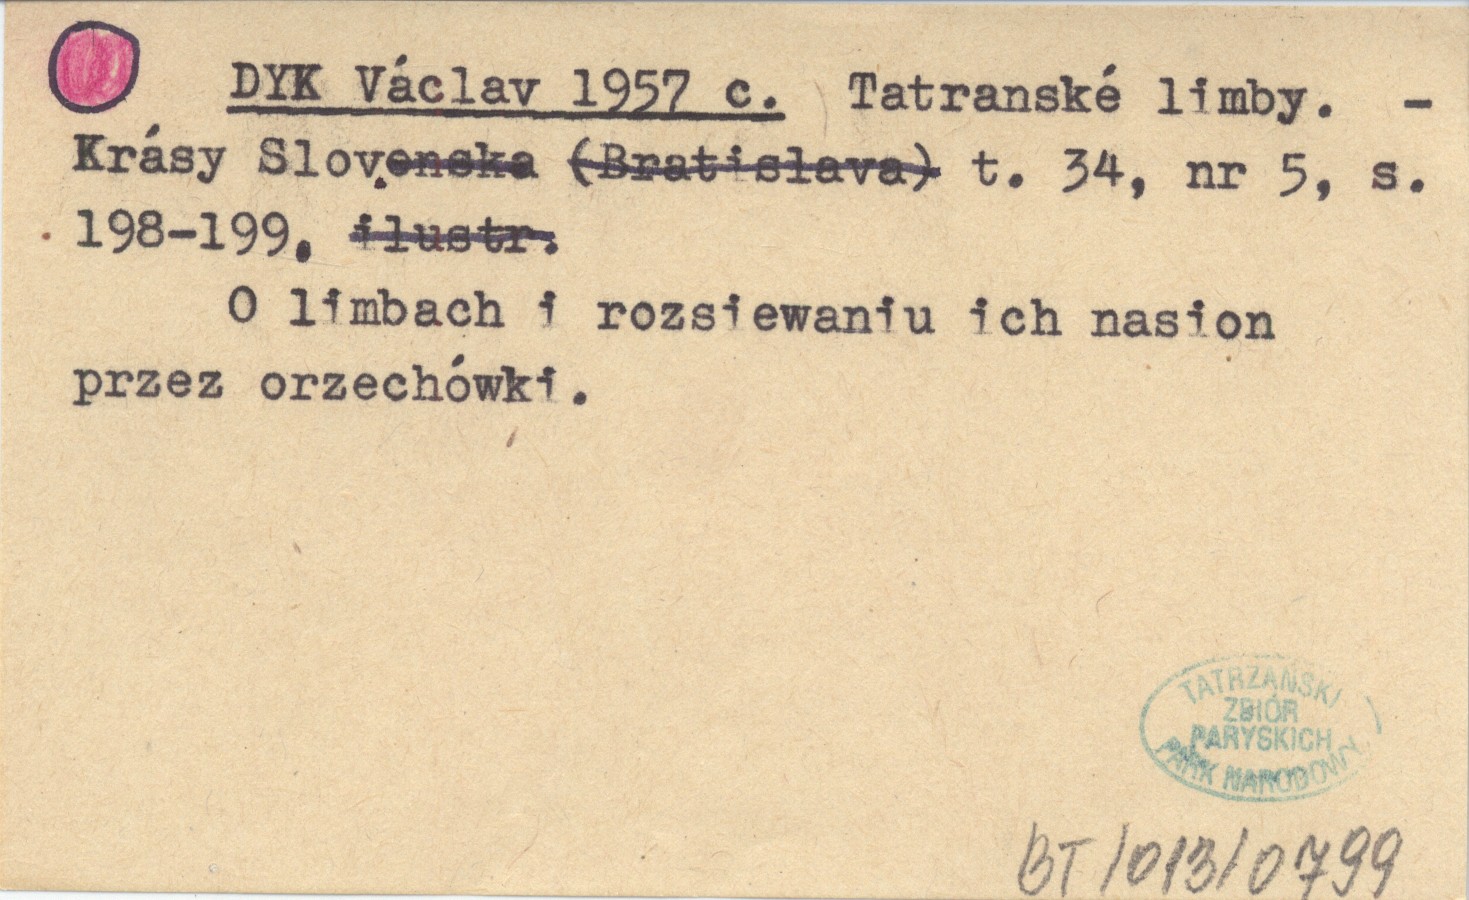 DYK Václav 1957 c. Tatranské limby. -
Krásy Slovenska (Bratislava) t. 34, nr 5, s.
198-199. ilustr.
O limbach i rozsiewaniu ich nasion
przez orzechówki.
TATRZAŃSKI
ZBIÓR
PARYSKICH
PARK NARODOWY
BT/013/0799